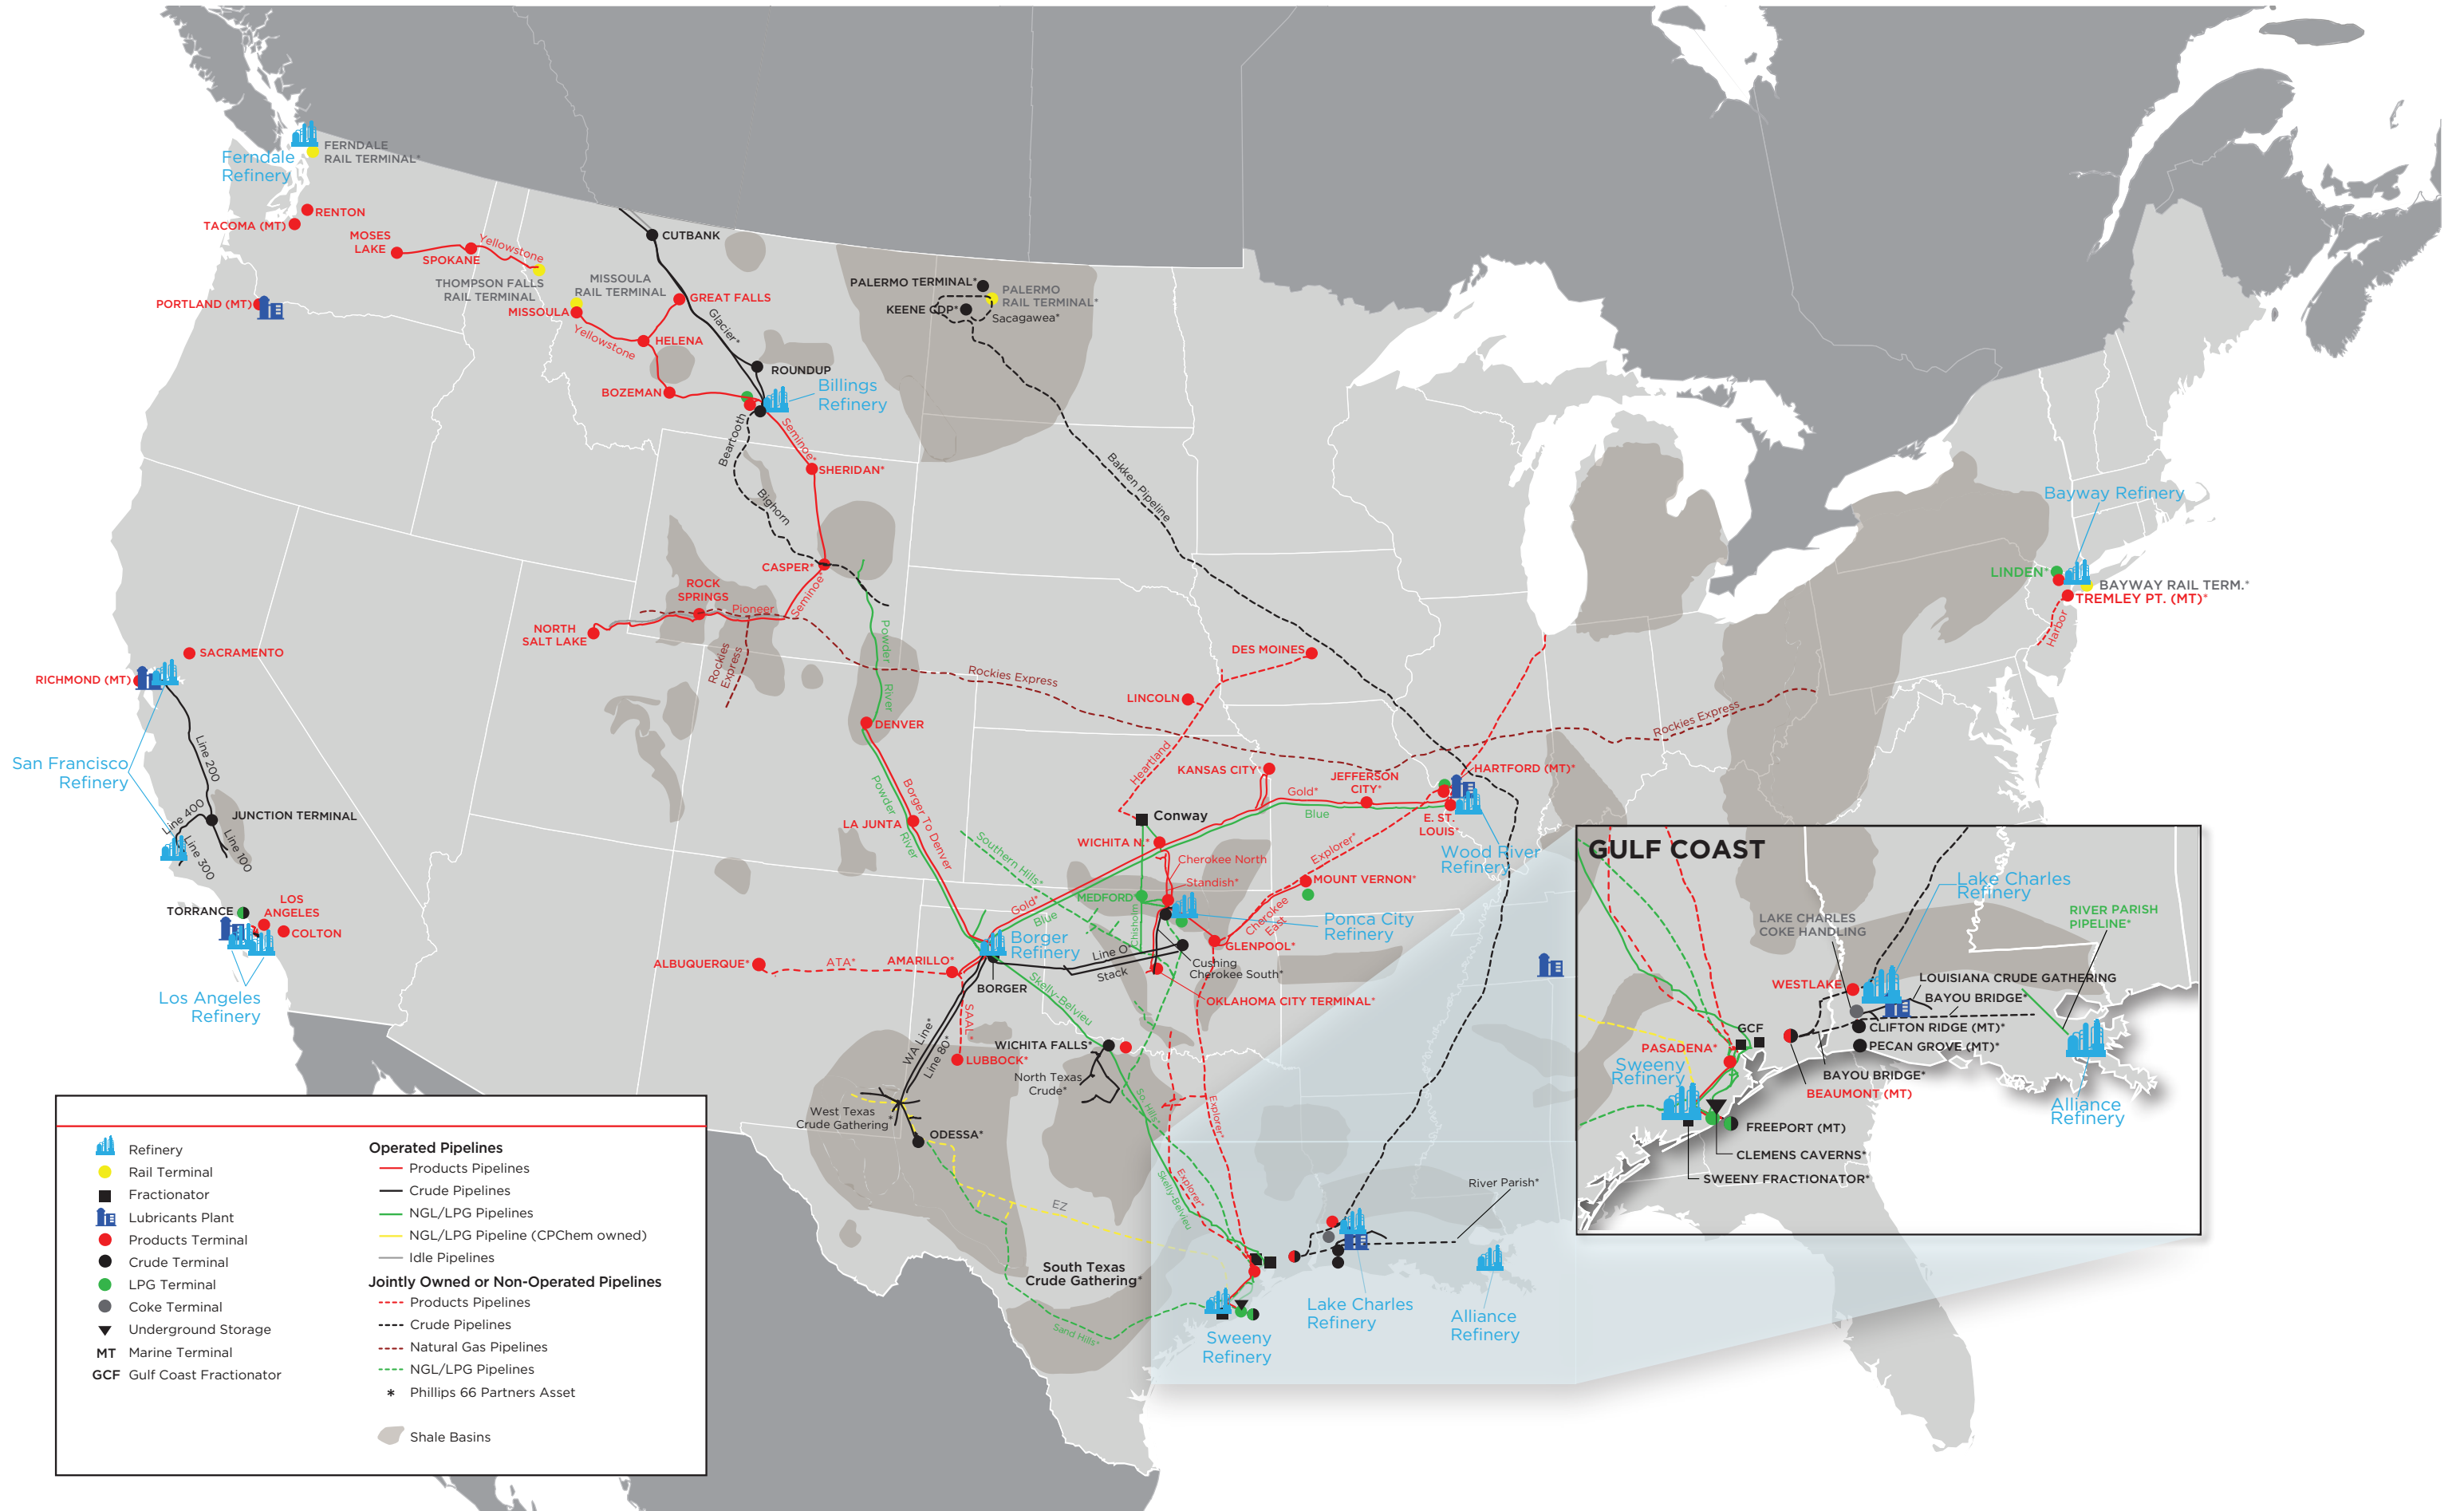 Ferndale
Refinery
FERNDALE
RAIL TERMINAL*
RENTON
TACOMA (MT)
MOSES
LAKE
SPOKANE
Yellowstone
THOMPSON FALLS
RAIL TERMINAL
MISSOULA
RAIL TERMINAL
MISSOULA
Yellowstone
PORTLAND (MT)
CUTBANK
GREAT FALLS
Glacier*
HELENA
BOZEMAN
ROUNDUP
Billings
Refinery
Beartooth
Seminoe*
SHERIDAN*
Bighorn
CASPER*
Seminoe*
PALERMO TERMINAL*
PALERMO
RAIL TERMINAL*
KEENE CDP*
Sacagawea*
Bakken Pipeline
ROCK
SPRINGS
Pioneer
NORTH
SALT LAKE
Rockies
Express
Powder
River
Rockies Express
DENVER
Borger To Denver
Powder
River
LA JUNTA
SACRAMENTO
RICHMOND (MT)
San Francisco
Refinery
Line 200
Line 400
JUNCTION TERMINAL
Line 300
Line 100
TORRANCE
LOS
ANGELES
COLTON
Los Angeles
Refinery
DES MOINES
LINCOLN
Heartland
KANSAS CITY*
JEFFERSON
CITY*
Gold*
Blue
HARTFORD (MT)*
E. ST.
LOUIS*
Wood River
Refinery
Rockies Express
Bayway Refinery
LINDEN*
BAYWAY RAIL TERM.*
TREMLEY PT. (MT)*
Harbor
Conway
WICHITA N.*
Cherokee North
Standish*
Explorer*
MOUNT VERNON*
Southern Hills*
MEDFORD
Chisholm
Ponca City
Refinery
Cherokee
East
GLENPOOL*
Gold*
Blue
Borger
Refinery
Line O*
Stack
Cushing
Cherokee South*
OKLAHOMA CITY TERMINAL*
ALBUQUERQUE*
ATA*
AMARILLO*
BORGER
Skelly-Belvieu
SAAL*
LUBBOCK*
WA Line*
Line 80*
WICHITA FALLS*
North Texas
Crude*
West Texas
Crude Gathering*
ODESSA*
So. Hills*
Explorer*
Explorer*
Skelly-Belvieu
EZ
South Texas
Crude Gathering*
Sand Hills*
Sweeny
Refinery
Lake Charles
Refinery
Alliance
Refinery
River Parish*
GULF COAST
Lake Charles
Refinery
LAKE CHARLES
COKE HANDLING
RIVER PARISH
PIPELINE*
WESTLAKE
LOUISIANA CRUDE GATHERING
BAYOU BRIDGE*
CLIFTON RIDGE (MT)*
PECAN GROVE (MT)*
GCF
PASADENA*
Sweeny
Refinery
BAYOU BRIDGE*
BEAUMONT (MT)
Alliance
Refinery
FREEPORT (MT)
CLEMENS CAVERNS*
SWEENY FRACTIONATOR*
Refinery
Rail Terminal
Fractionator
Lubricants Plant
Products Terminal
Crude Terminal
LPG Terminal
Coke Terminal
Underground Storage
MT Marine Terminal
GCF Gulf Coast Fractionator
Operated Pipelines
Products Pipelines
Crude Pipelines
NGL/LPG Pipelines
NGL/LPG Pipeline (CPChem owned)
Idle Pipelines
Jointly Owned or Non-Operated Pipelines
Products Pipelines
Crude Pipelines
Natural Gas Pipelines
NGL/LPG Pipelines
* Phillips 66 Partners Asset
Shale Basins